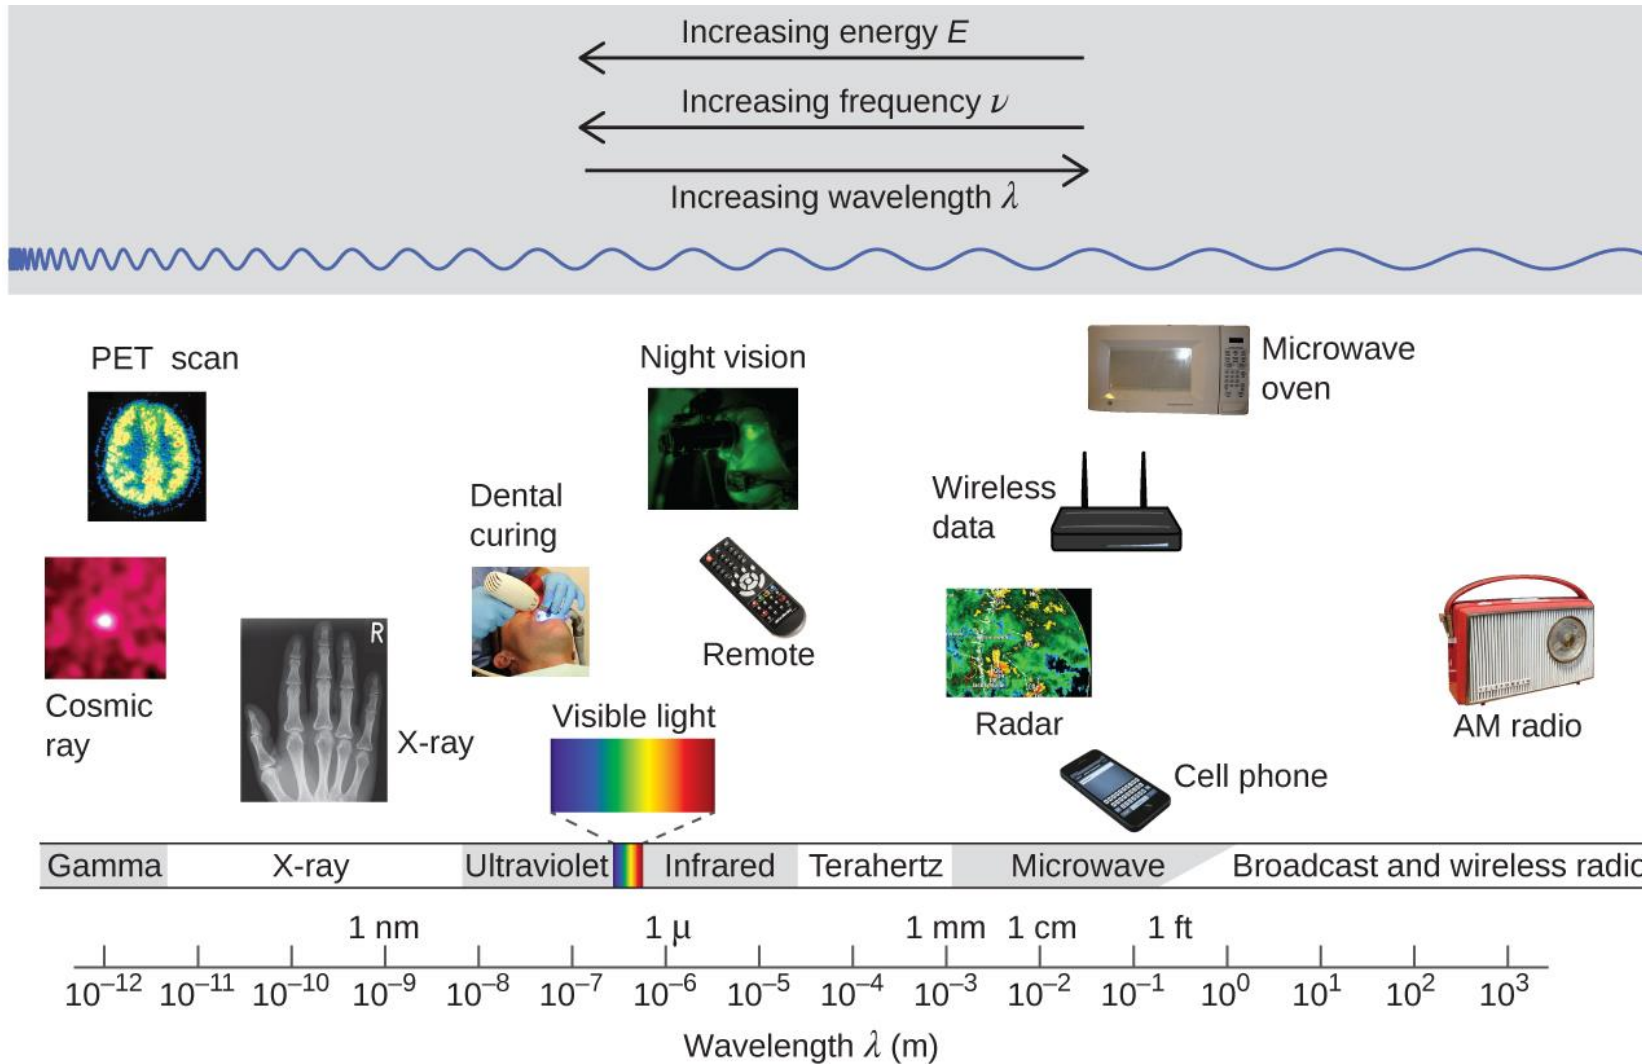 Increasing energy E
Increasing frequency ν
Increasing wavelength λ
PET scan
Night vision
Microwave
oven
Dental
curing
Wireless
data
R
Remote
Cosmic
ray
X-ray
Visible light
Radar
AM radio
Cell phone
Gamma X-ray Ultraviolet Infrared Terahertz Microwave Broadcast and wireless radio
1 nm 1 µ 1 mm 1 cm 1 ft
10⁻¹² 10⁻¹¹ 10⁻¹⁰ 10⁻⁹ 10⁻⁸ 10⁻⁷ 10⁻⁶ 10⁻⁵ 10⁻⁴ 10⁻³ 10⁻² 10⁻¹ 10⁰ 10¹ 10² 10³
Wavelength λ (m)